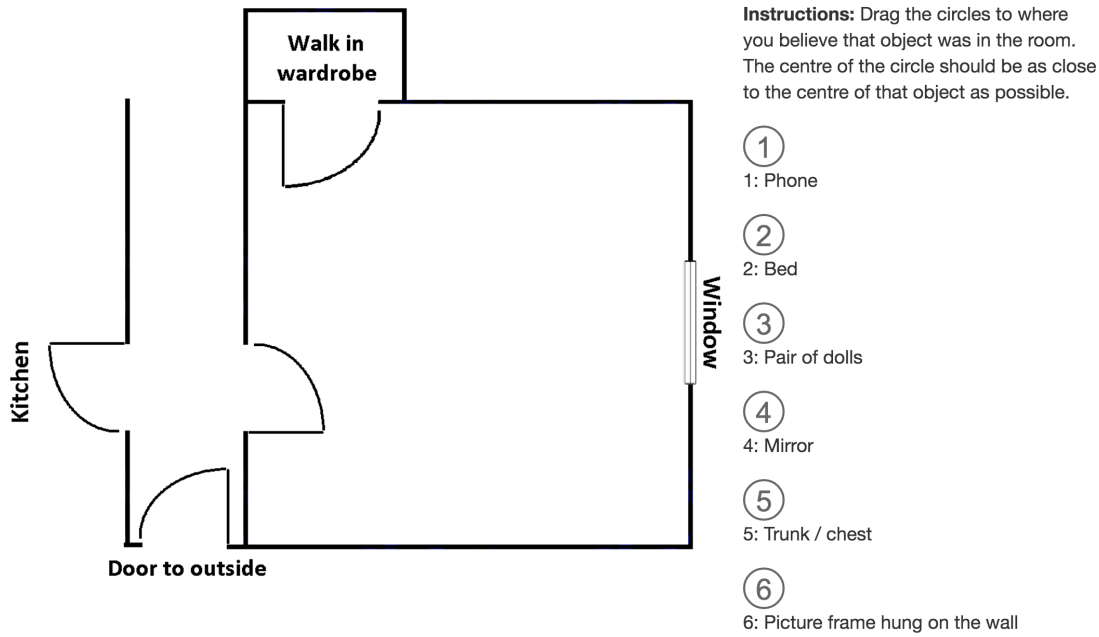 Walk in
wardrobe
Kitchen
Window
Door to outside
Instructions: Drag the circles to where
you believe that object was in the room.
The centre of the circle should be as close
to the centre of that object as possible.
1
1: Phone
2
2: Bed
3
3: Pair of dolls
4
4: Mirror
5
5: Trunk / chest
6
6: Picture frame hung on the wall